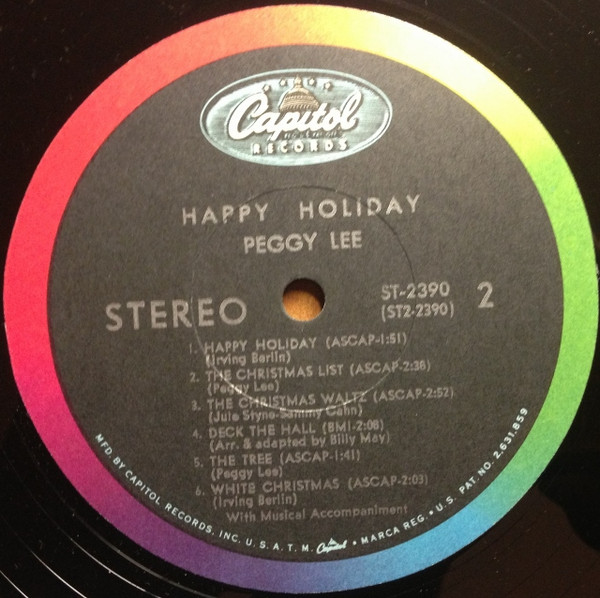 Capitol
RECORDS
HAPPY HOLIDAY
PEGGY LEE
STEREO
ST-2390
(ST2-2390)
2
1. HAPPY HOLIDAY (ASCAP-1:51)
(Irving Berlin)
2. THE CHRISTMAS LIST (ASCAP-2:38)
(Peggy Lee)
3. THE CHRISTMAS WALTZ (ASCAP-2:52)
(Jule Styne-Sammy Cahn)
4. DECK THE HALL (BMI-2:08)
(Arr. & adapted by Billy May)
5. THE TREE (ASCAP-1:41)
(Peggy Lee)
6. WHITE CHRISTMAS (ASCAP-2:03)
(Irving Berlin)
With Musical Accompaniment
MFD. BY CAPITOL RECORDS, INC. U. S. A. T. M. Capitol • MARCA REG. • U.S. PAT. NO. 2,631,859